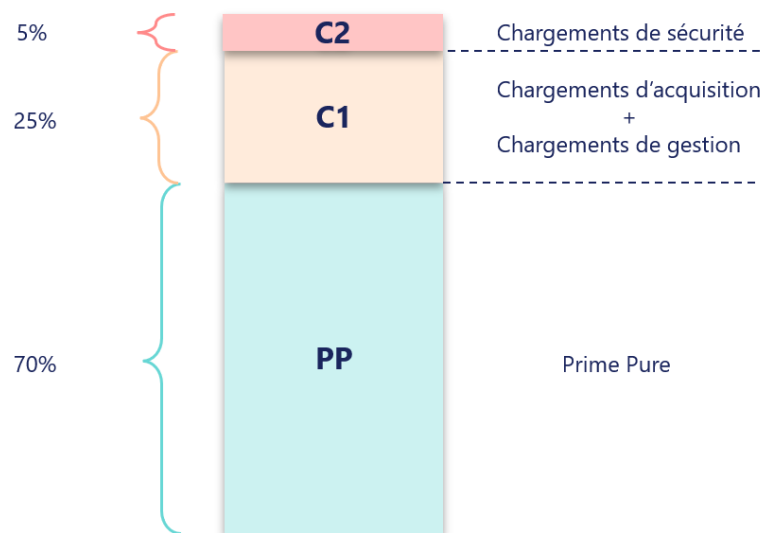 5%
C2
Chargements de sécurité
25%
C1
Chargements d’acquisition
+
Chargements de gestion
70%
PP
Prime Pure